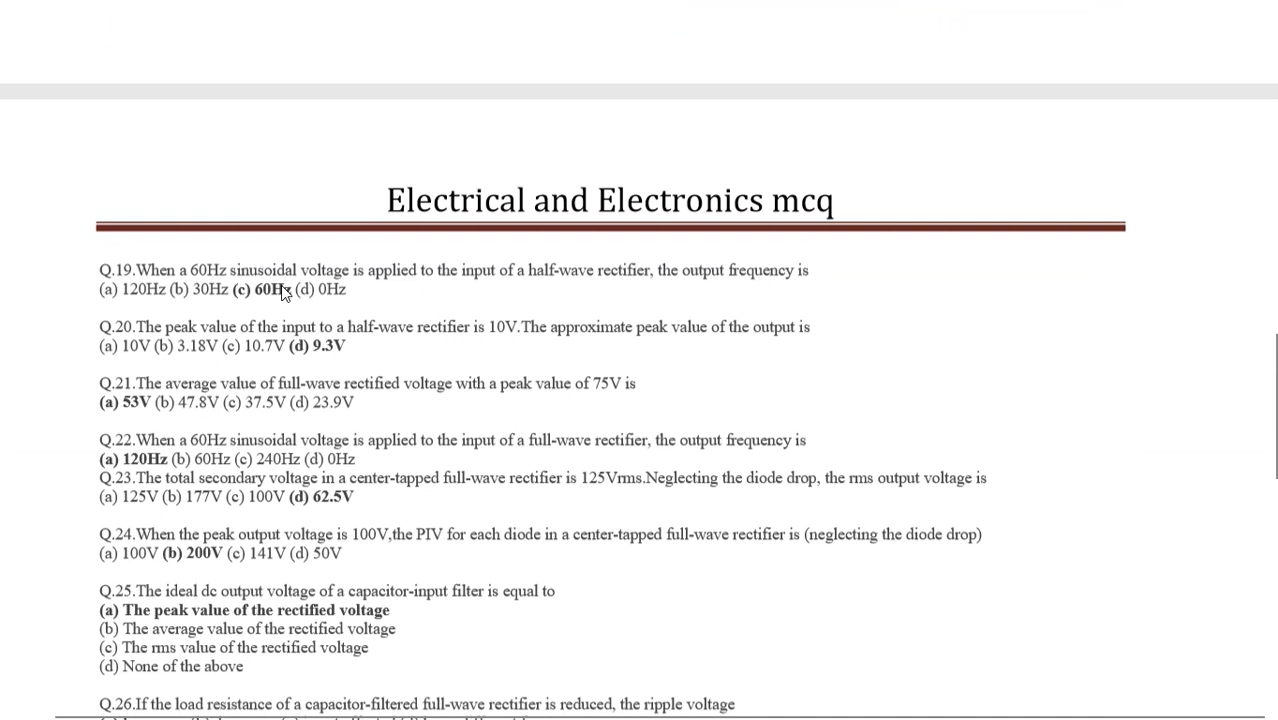 Electrical and Electronics mcq
Q.19.When a 60Hz sinusoidal voltage is applied to the input of a half-wave rectifier, the output frequency is
(a) 120Hz (b) 30Hz (c) 60Hz (d) 0Hz
Q.20.The peak value of the input to a half-wave rectifier is 10V.The approximate peak value of the output is
(a) 10V (b) 3.18V (c) 10.7V (d) 9.3V
Q.21.The average value of full-wave rectified voltage with a peak value of 75V is
(a) 53V (b) 47.8V (c) 37.5V (d) 23.9V
Q.22.When a 60Hz sinusoidal voltage is applied to the input of a full-wave rectifier, the output frequency is
(a) 120Hz (b) 60Hz (c) 240Hz (d) 0Hz
Q.23.The total secondary voltage in a center-tapped full-wave rectifier is 125Vrms.Neglecting the diode drop, the rms output voltage is
(a) 125V (b) 177V (c) 100V (d) 62.5V
Q.24.When the peak output voltage is 100V,the PIV for each diode in a center-tapped full-wave rectifier is (neglecting the diode drop)
(a) 100V (b) 200V (c) 141V (d) 50V
Q.25.The ideal dc output voltage of a capacitor-input filter is equal to
(a) The peak value of the rectified voltage
(b) The average value of the rectified voltage
(c) The rms value of the rectified voltage
(d) None of the above
Q.26.If the load resistance of a capacitor-filtered full-wave rectifier is reduced, the ripple voltage